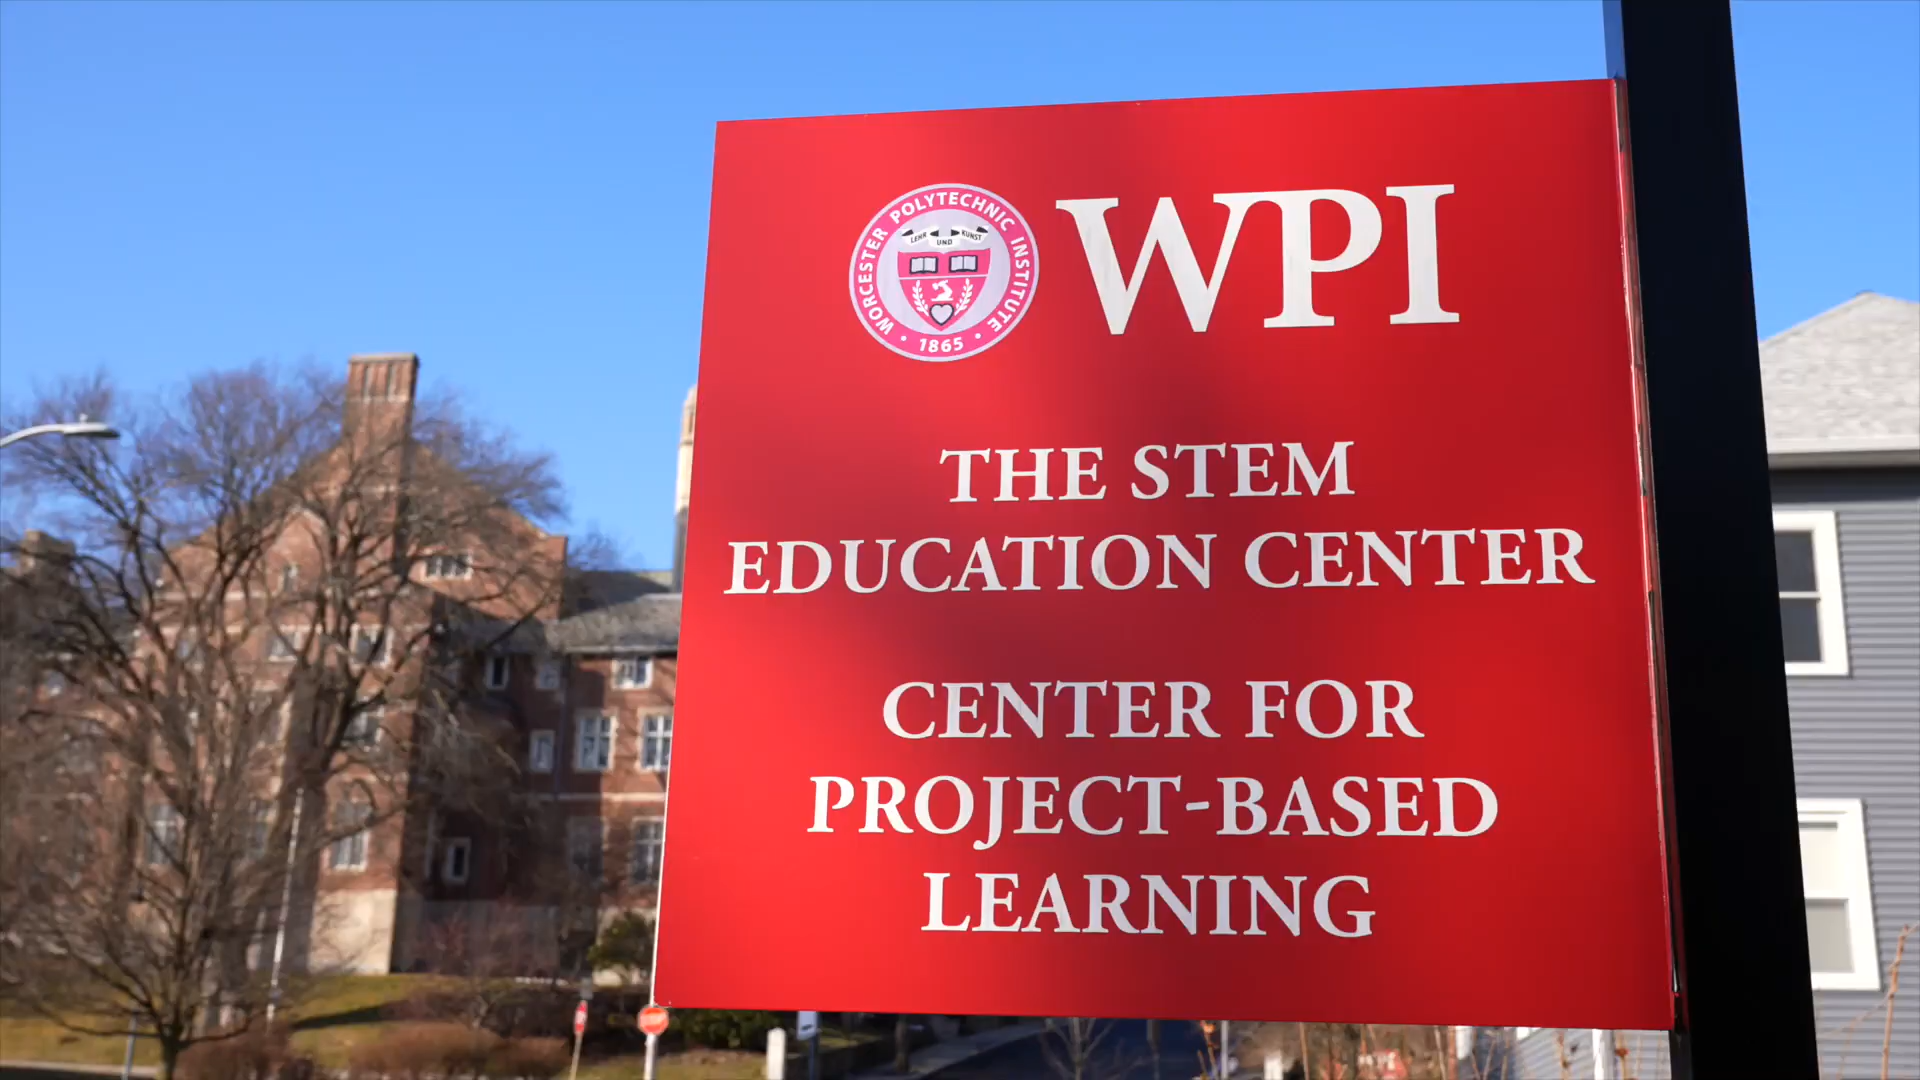 WORCESTER POLYTECHNIC INSTITUTE
LEHR UND KUNST
1865
WPI
THE STEM
EDUCATION CENTER
CENTER FOR
PROJECT-BASED
LEARNING